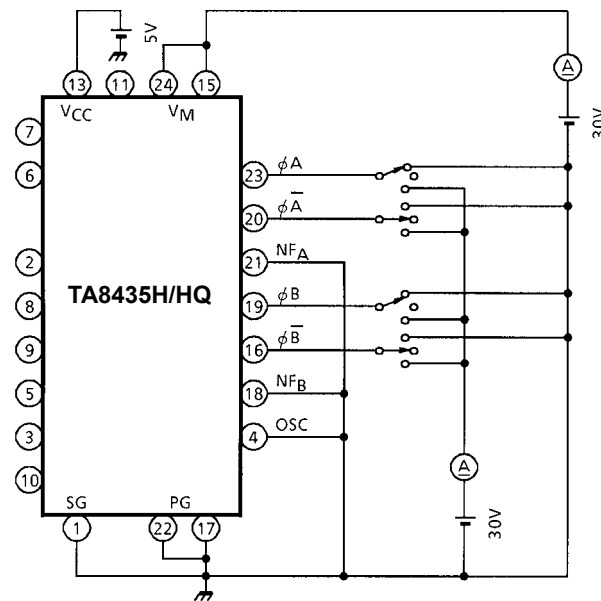 5V
13
11
24
15
A
VCC
VM
30V
7
6
23
φA
20
φA̅
2
21
NFA
TA8435H/HQ
8
19
φB
9
16
φB̅
5
18
NFB
3
4
OSC
10
A
SG
PG
30V
1
22
17